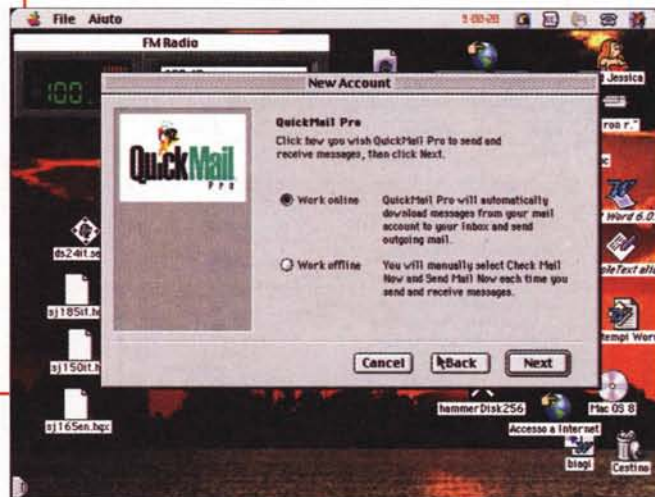 File Aiuto
FM Radio
100.
New Account
QuickMail
Pro
QuickMail Pro
Click how you wish QuickMail Pro to send and
receive messages, then click Next.
Work online
QuickMail Pro will automatically
download messages from your mail
account to your Inbox and send
outgoing mail.
Work offline
You will manually select Check Mail
Now and Send Mail Now each time you
send and receive messages.
Cancel
Back
Next
Jessica
ds24it.se
sj185it.h
sj150it.h
sj165en.hqx
t Word 6.0
pleText
tempi Wor
hammerDisk256
Mac OS 8
Accesso a Internet
biagi
Cestino